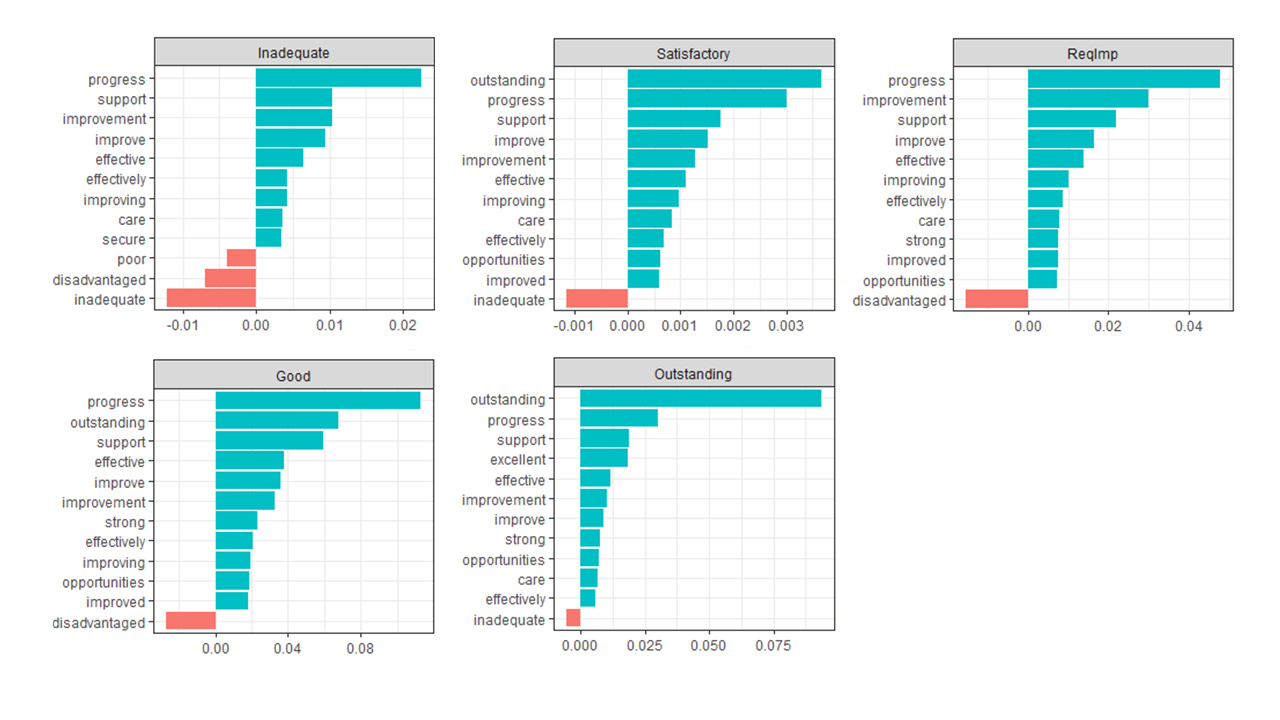 Inadequate
progress
support
improvement
improve
effective
effectively
improving
care
secure
poor
disadvantaged
inadequate
-0.01 0.00 0.01 0.02
Satisfactory
outstanding
progress
support
improve
improvement
effective
improving
care
effectively
opportunities
improved
inadequate
-0.001 0.000 0.001 0.002 0.003
ReqImp
progress
improvement
support
improve
effective
improving
effectively
care
strong
improved
opportunities
disadvantaged
0.00 0.02 0.04
Good
progress
outstanding
support
effective
improve
improvement
strong
effectively
improving
opportunities
improved
disadvantaged
0.00 0.04 0.08
Outstanding
outstanding
progress
support
excellent
effective
improvement
improve
strong
opportunities
care
effectively
inadequate
0.000 0.025 0.050 0.075